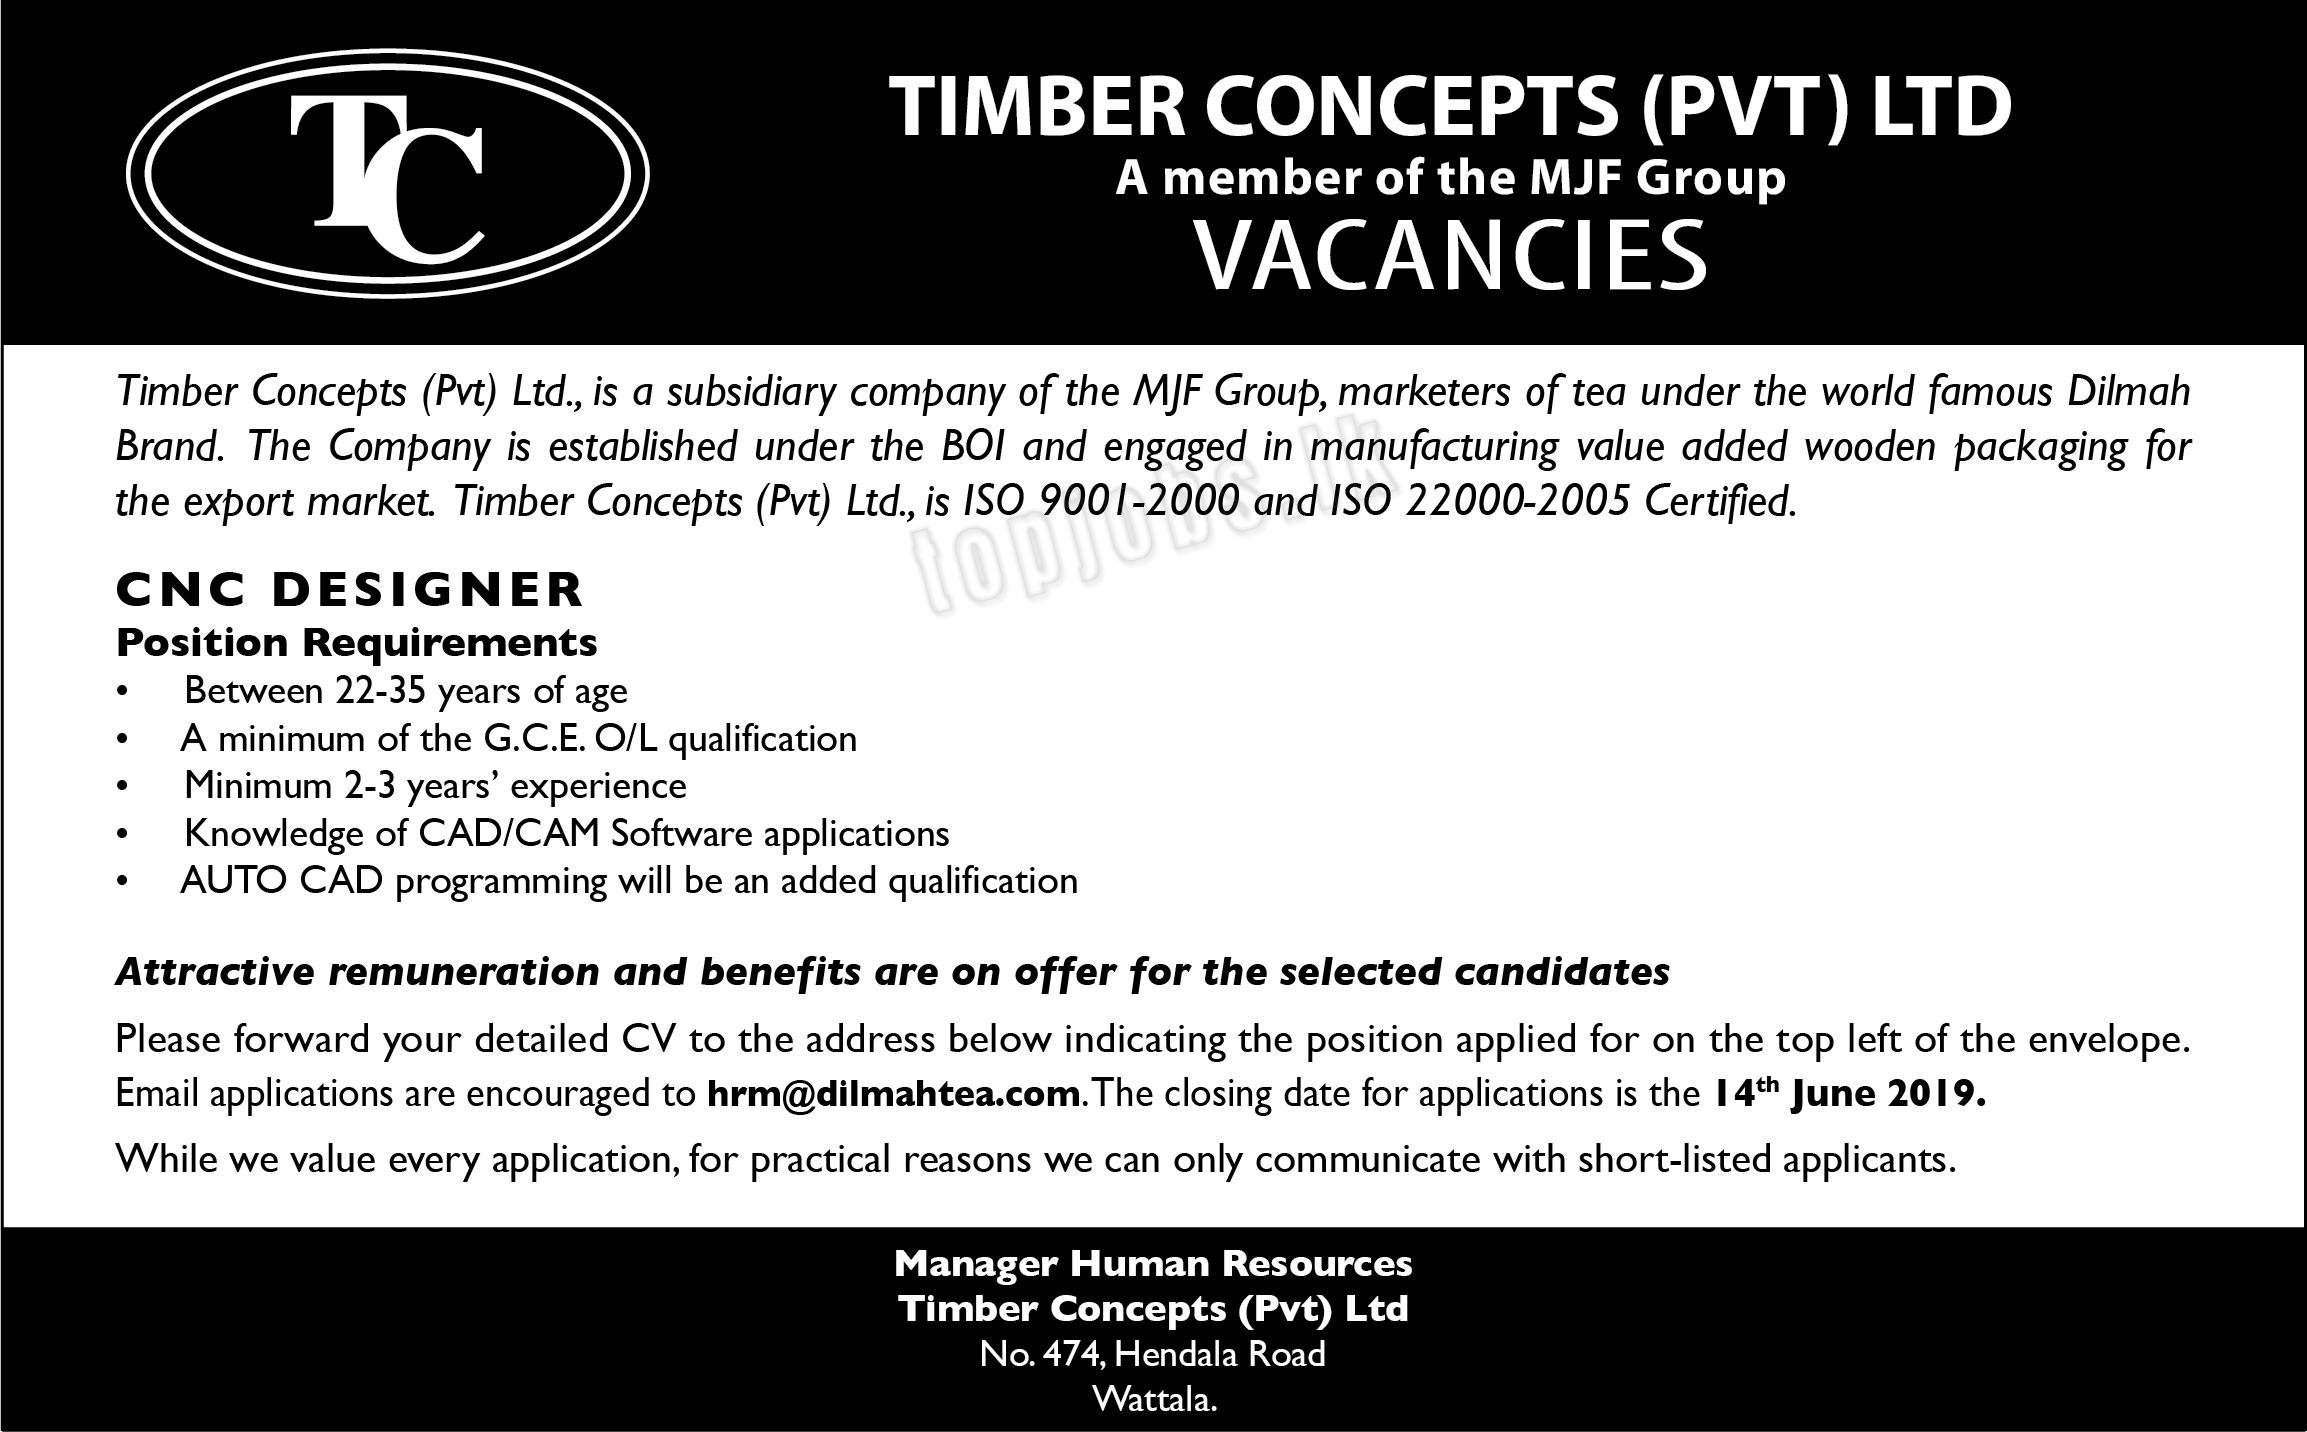 TC
TIMBER CONCEPTS (PVT) LTD
A member of the MJF Group
VACANCIES
Timber Concepts (Pvt) Ltd., is a subsidiary company of the MJF Group, marketers of tea under the world famous Dilmah
Brand. The Company is established under the BOI and engaged in manufacturing value added wooden packaging for
the export market. Timber Concepts (Pvt) Ltd., is ISO 9001-2000 and ISO 22000-2005 Certified.
topjobs.lk
CNC DESIGNER
Position Requirements
• Between 22-35 years of age
• A minimum of the G.C.E. O/L qualification
• Minimum 2-3 years’ experience
• Knowledge of CAD/CAM Software applications
• AUTO CAD programming will be an added qualification
Attractive remuneration and benefits are on offer for the selected candidates
Please forward your detailed CV to the address below indicating the position applied for on the top left of the envelope.
Email applications are encouraged to hrm@dilmahtea.com. The closing date for applications is the 14th June 2019.
While we value every application, for practical reasons we can only communicate with short-listed applicants.
Manager Human Resources
Timber Concepts (Pvt) Ltd
No. 474, Hendala Road
Wattala.